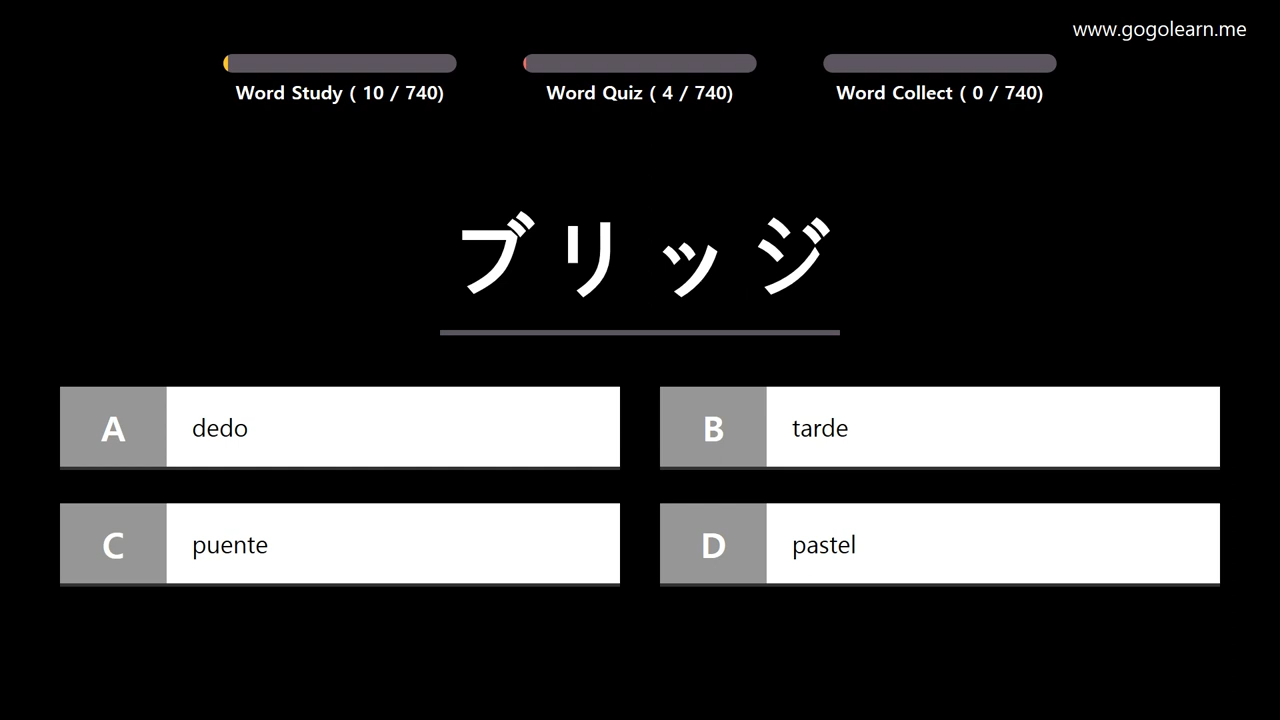 www.gogolearn.me
Word Study ( 10 / 740)
Word Quiz ( 4 / 740)
Word Collect ( 0 / 740)
ブリッジ
A dedo
B tarde
C puente
D pastel